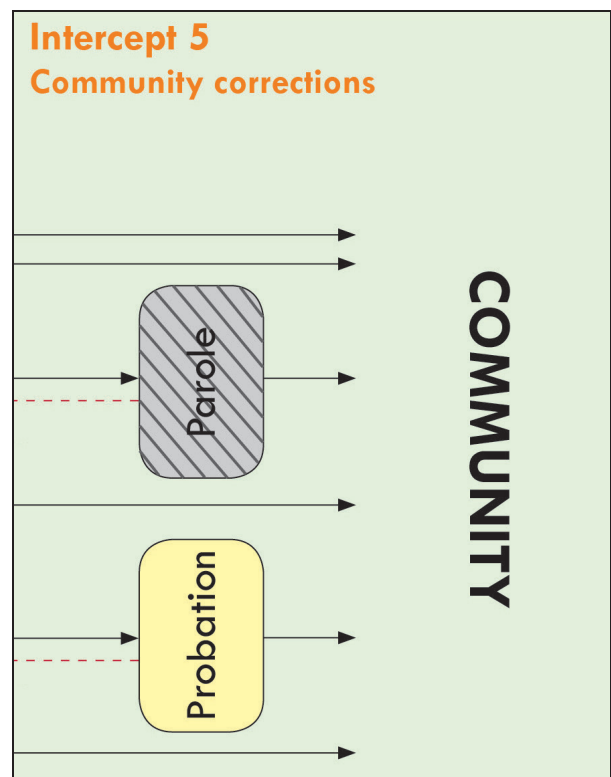 Intercept 5
Community corrections
Parole
COMMUNITY
Probation